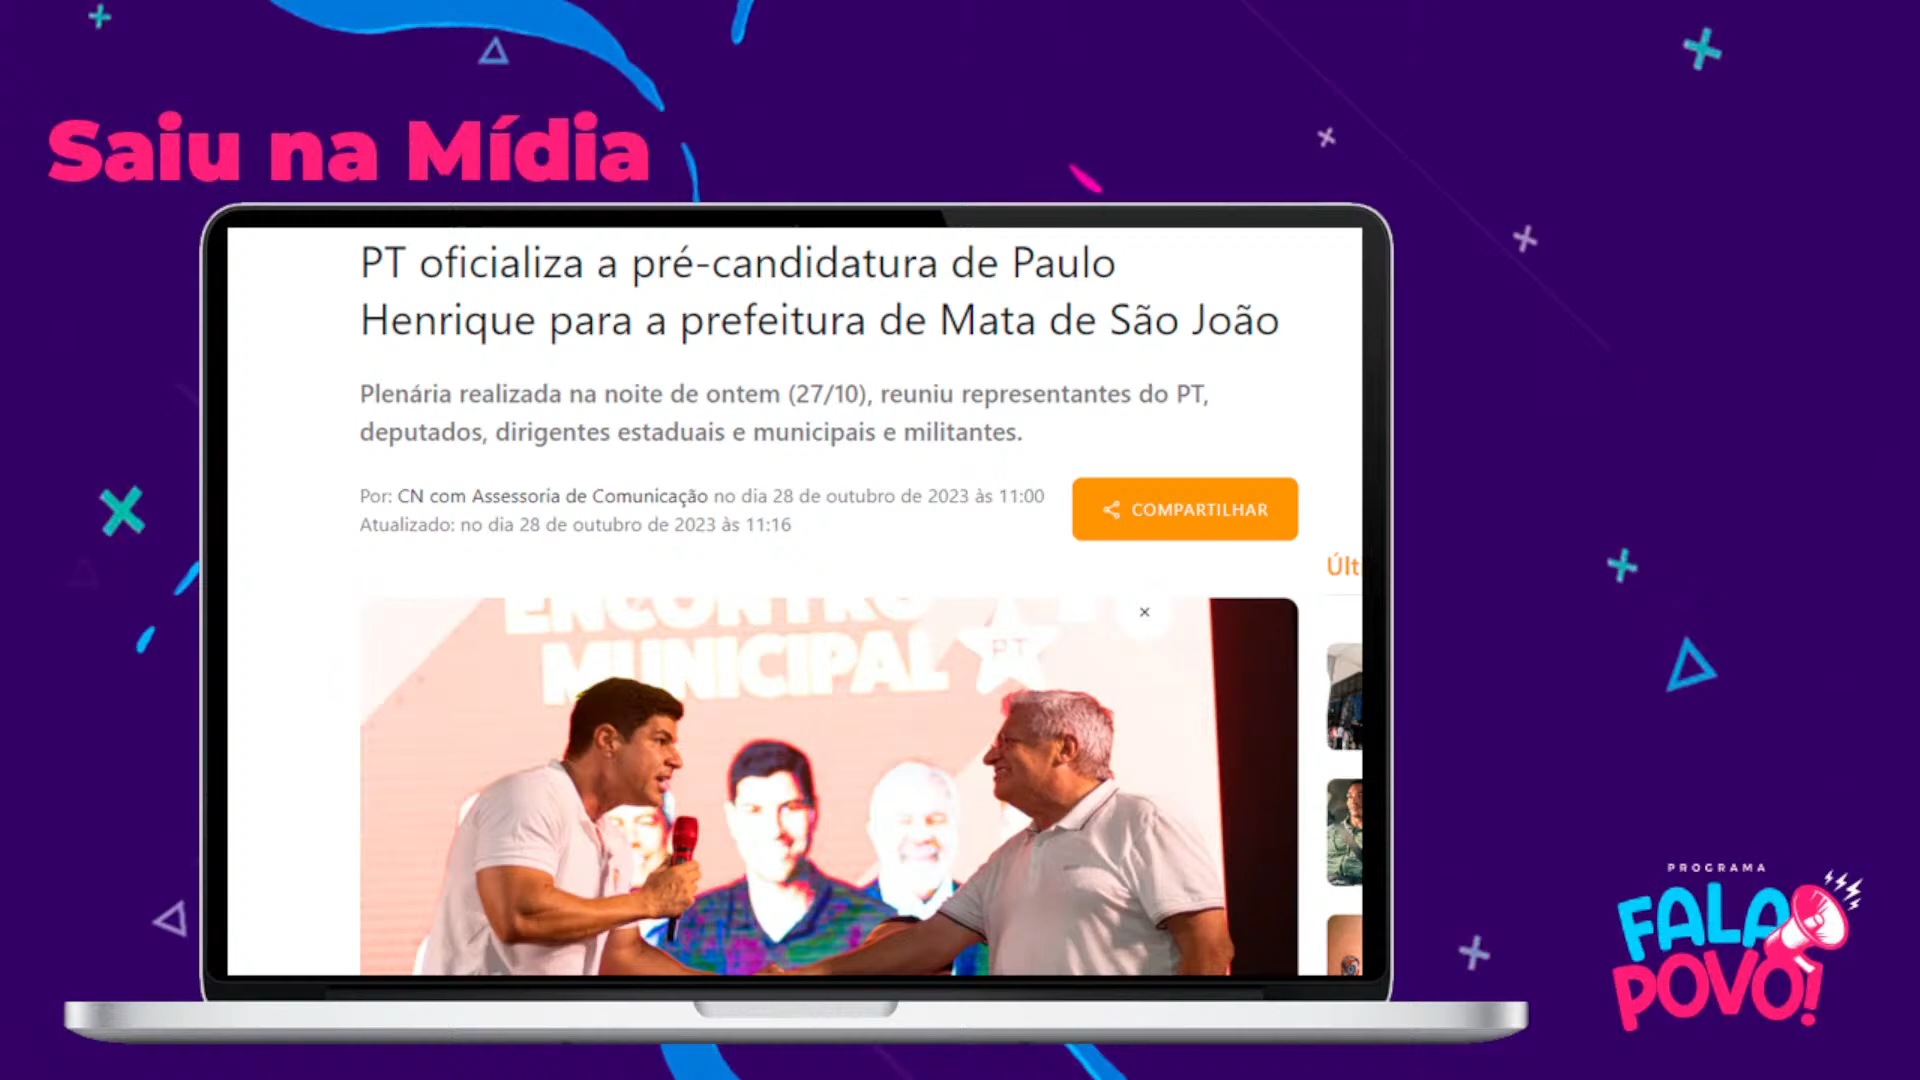 Saiu na Mídia
PT oficializa a pré-candidatura de Paulo
Henrique para a prefeitura de Mata de São João
Plenária realizada na noite de ontem (27/10), reuniu representantes do PT,
deputados, dirigentes estaduais e municipais e militantes.
Por: CN com Assessoria de Comunicação no dia 28 de outubro de 2023 às 11:00
Atualizado: no dia 28 de outubro de 2023 às 11:16
COMPARTILHAR
Últ
ENCONTRO
MUNICIPAL
PT
PROGRAMA
FALA
POVO!